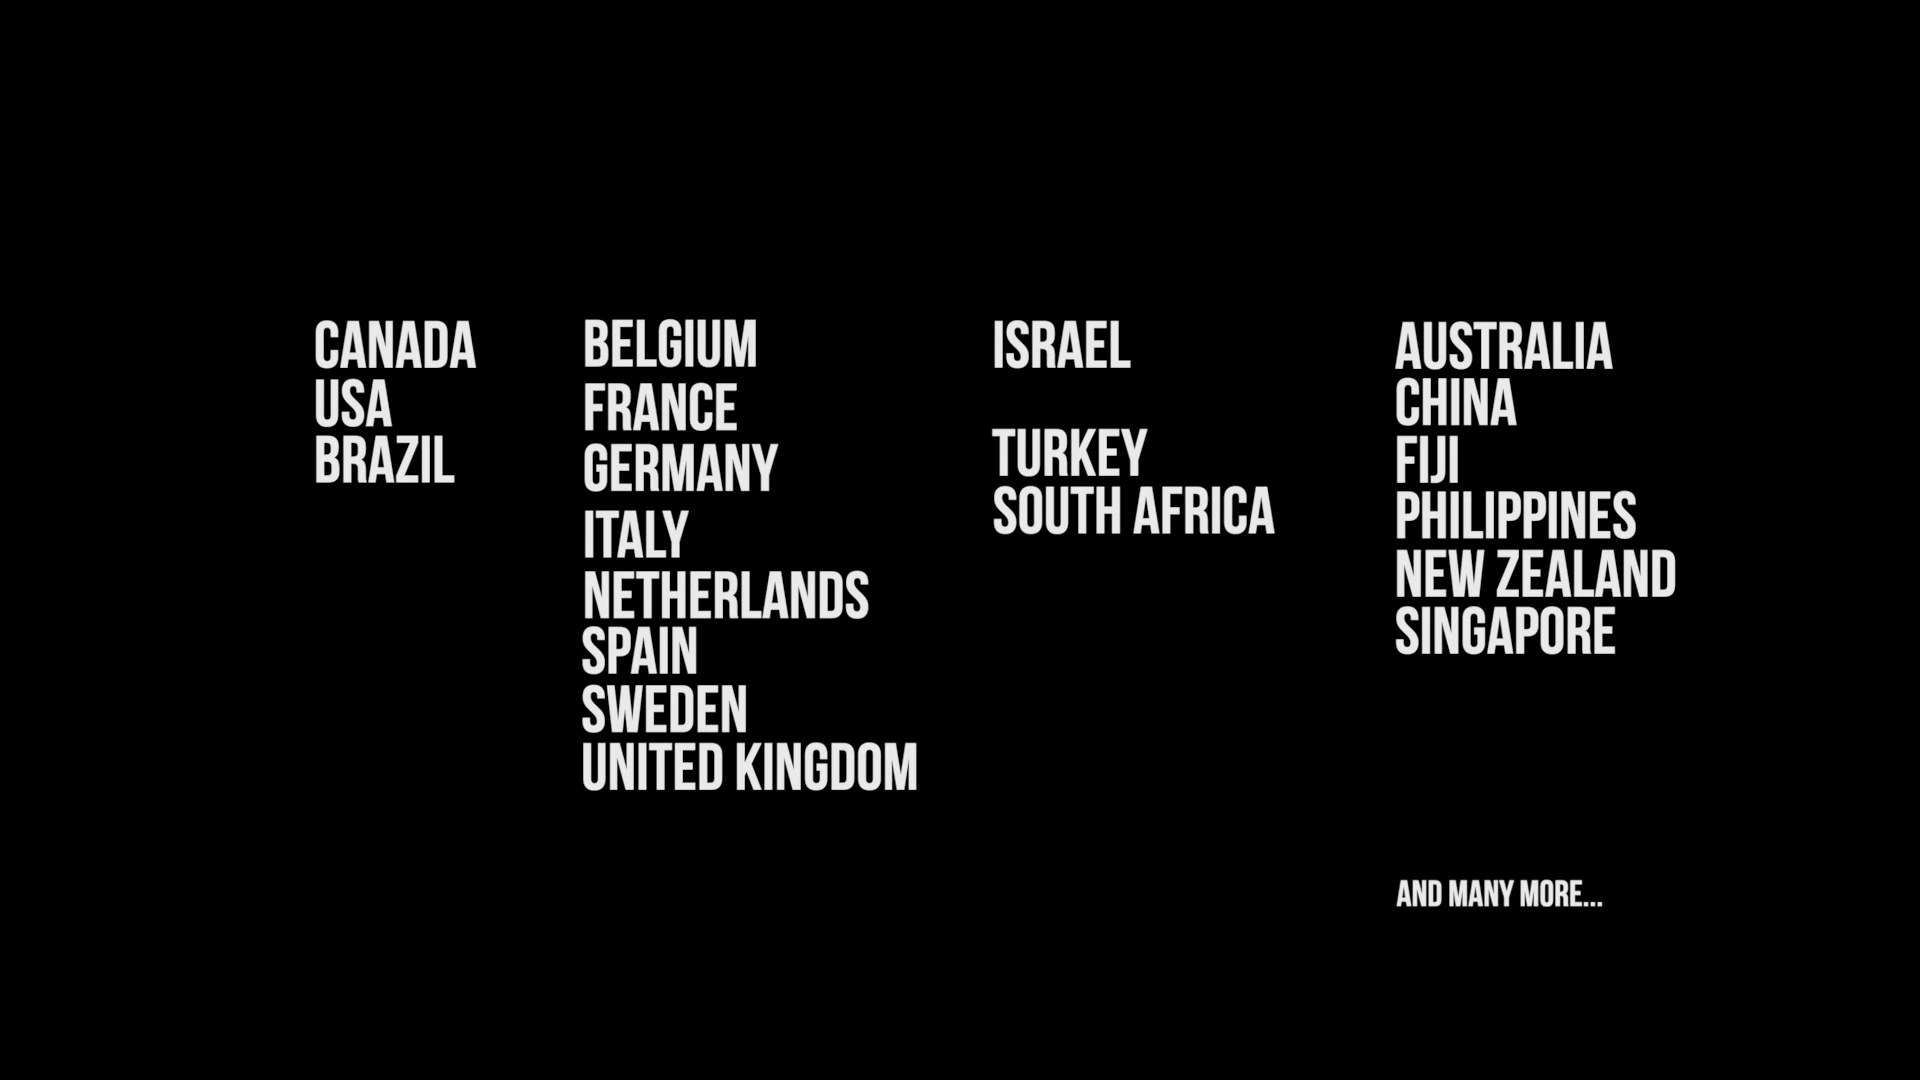 CANADA
USA
BRAZIL
BELGIUM
FRANCE
GERMANY
ITALY
NETHERLANDS
SPAIN
SWEDEN
UNITED KINGDOM
ISRAEL
TURKEY
SOUTH AFRICA
AUSTRALIA
CHINA
FIJI
PHILIPPINES
NEW ZEALAND
SINGAPORE
AND MANY MORE...